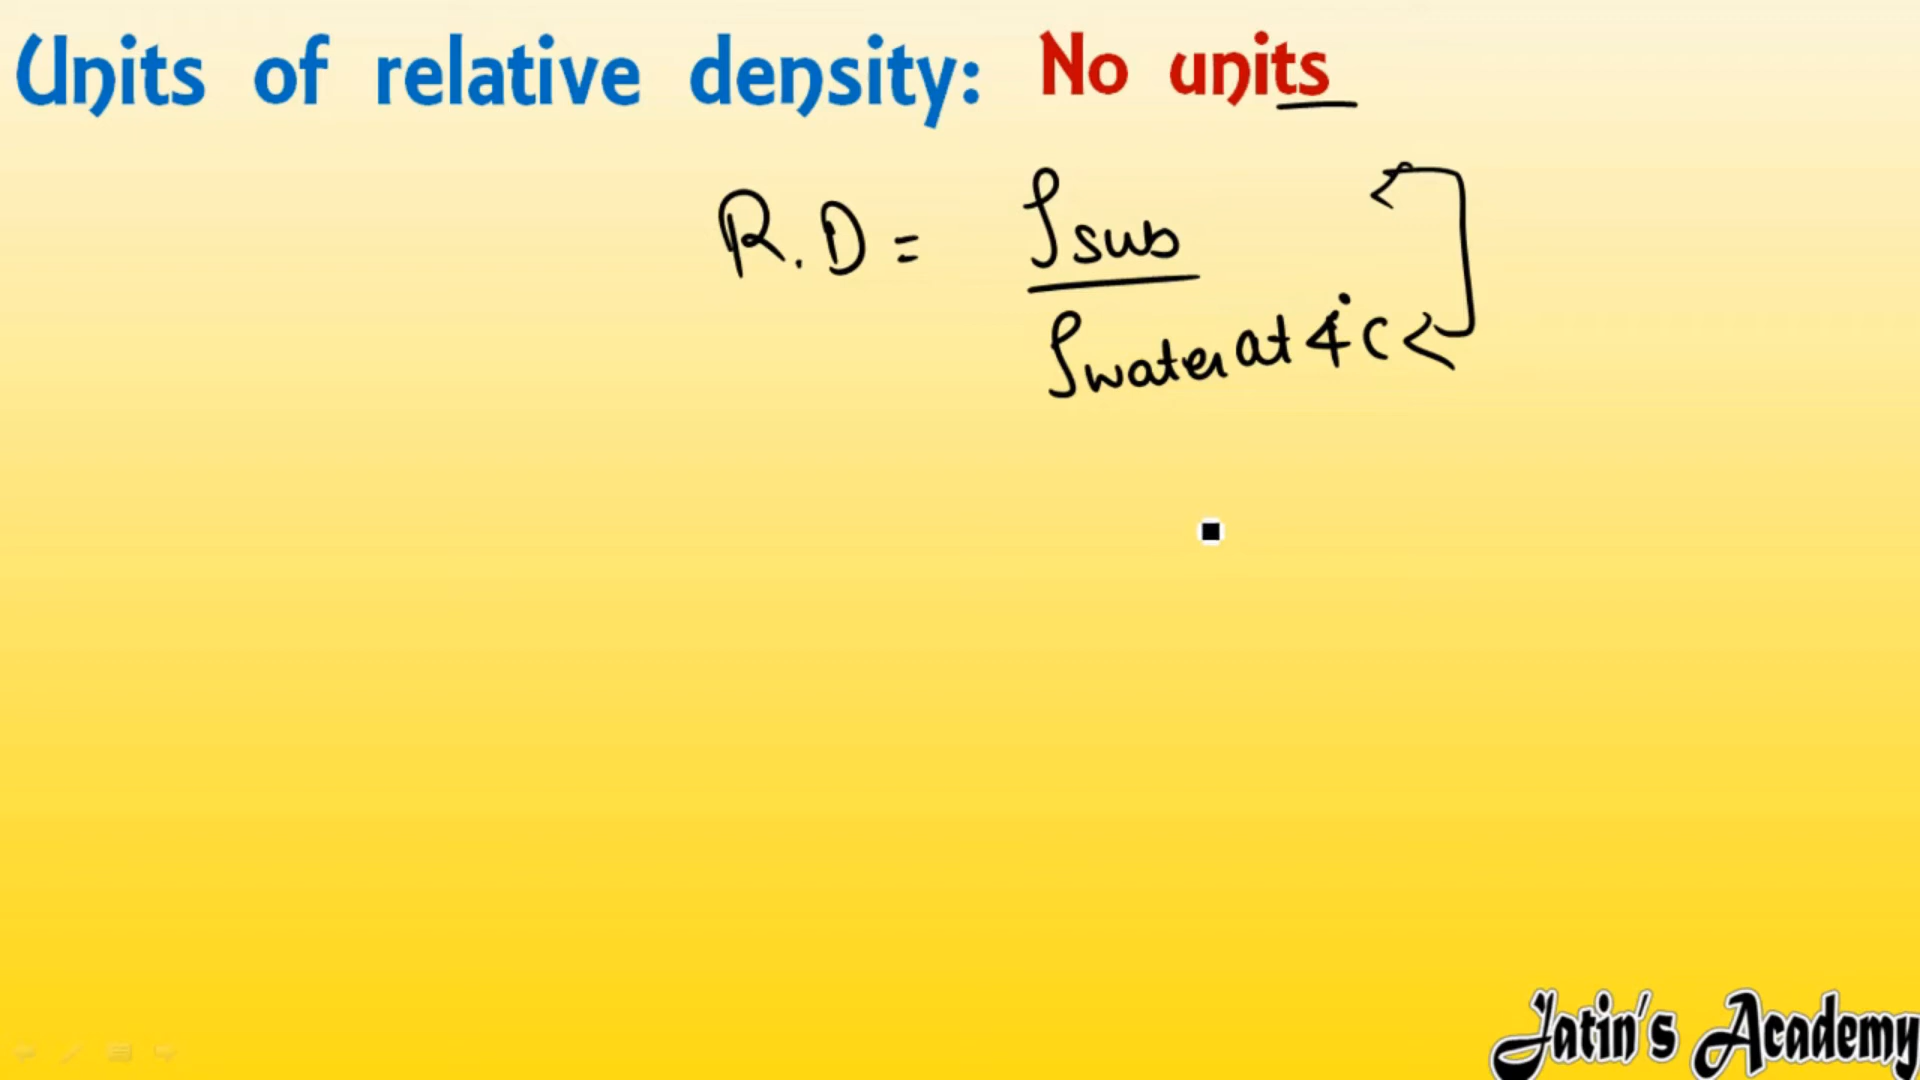 Units of relative density: No units
R.D = ρsub
ρwater at 4°C
Jatin's Academy